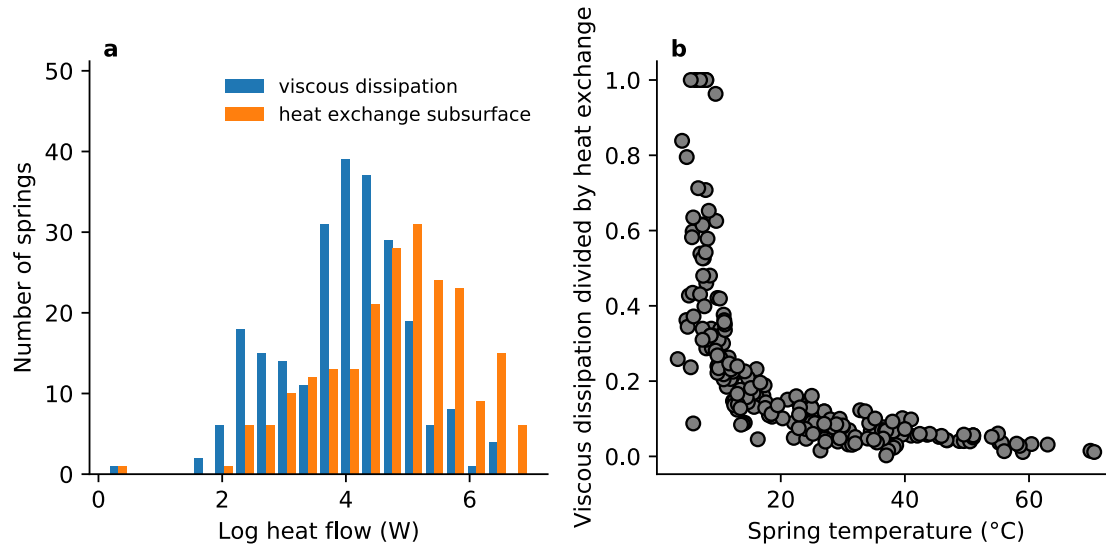 a
50
40
30
20
10
0
Number of springs
viscous dissipation
heat exchange subsurface
0 2 4 6
Log heat flow (W)
b
1.0
0.8
0.6
0.4
0.2
0.0
Viscous dissipation divided by heat exchange
20 40 60
Spring temperature (°C)